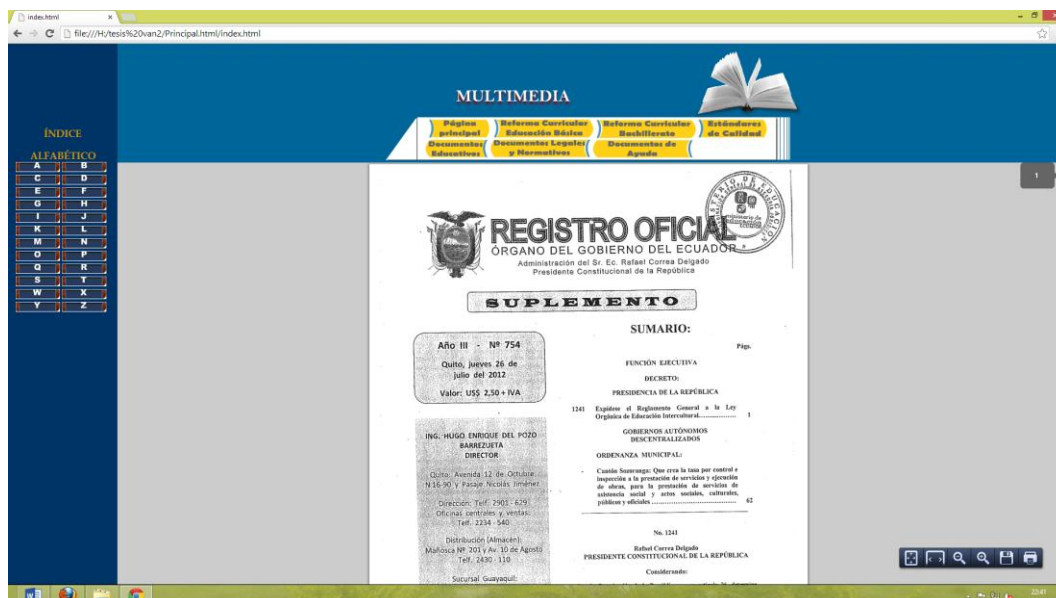 index.html
file:///H:/tesis%20van2/Principal.html/index.html
MULTIMEDIA
Página principal
Reforma Curricular Educación Básica
Reforma Curricular Bachillerato
Estándares de Calidad
Documentos Educativos
Documentos Legales y Normativos
Documentos de Ayuda
ÍNDICE
ALFABÉTICO
A B
C D
E F
G H
I J
K L
M N
O P
Q R
S T
W X
Y Z
1
REGISTRO OFICIAL
ÓRGANO DEL GOBIERNO DEL ECUADOR
Administración del Sr. Ec. Rafael Correa Delgado
Presidente Constitucional de la República
SUPLEMENTO
Año III - Nº 754
Quito, jueves 26 de
julio del 2012
Valor: US$ 2,50 + IVA
ING. HUGO ENRIQUE DEL POZO
BARREZUETA
DIRECTOR
Quito: Avenida 12 de Octubre
N 16-90 y Pasaje Nicolás Jiménez
Dirección: Telf. 2901 - 629
Oficinas centrales y ventas:
Telf. 2234 - 540
Distribución (Almacén):
Mañosca Nº 201 y Av. 10 de Agosto
Telf. 2430 - 110
Sucursal Guayaquil:
SUMARIO:
Págs.
FUNCIÓN EJECUTIVA
DECRETO:
PRESIDENCIA DE LA REPÚBLICA
1241 Expídese el Reglamento General a la Ley
Orgánica de Educación Intercultural.................... 1
GOBIERNOS AUTÓNOMOS
DESCENTRALIZADOS
ORDENANZA MUNICIPAL:
- Cantón Sozoranga: Que crea la tasa por control e
inspección a la prestación de servicios y ejecución
de obras, para la prestación de servicios de
asistencia social y actos sociales, culturales,
públicos y oficiales .......................................... 62
No. 1241
Rafael Correa Delgado
PRESIDENTE CONSTITUCIONAL DE LA REPÚBLICA
Considerando:
22:41